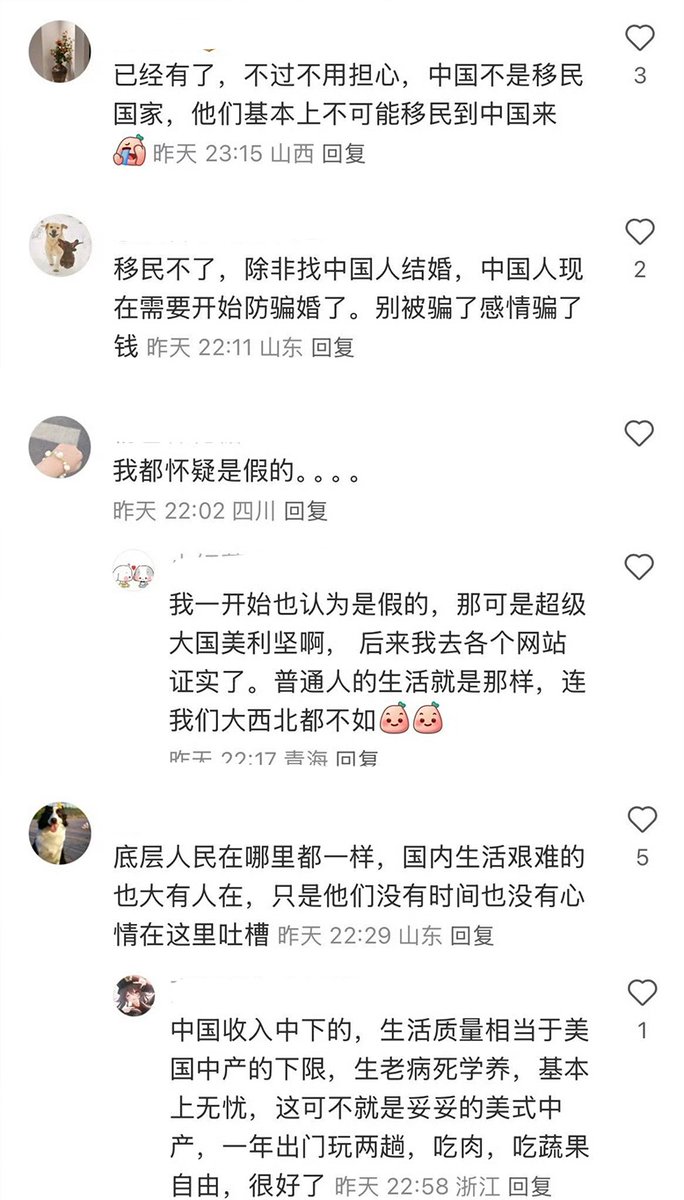 已经有了，不过不用担心，中国不是移民
国家，他们基本上不可能移民到中国来
昨天 23:15 山西 回复
3
移民不了，除非找中国人结婚，中国人现
在需要开始防骗婚了。别被骗了感情骗了
钱 昨天 22:11 山东 回复
2
我都怀疑是假的。。。。
昨天 22:02 四川 回复
我一开始也认为是假的，那可是超级
大国美利坚啊， 后来我去各个网站
证实了。普通人的生活就是那样，连
我们大西北都不如
昨天 22:17 青海 回复
底层人民在哪里都一样，国内生活艰难的
也大有人在，只是他们没有时间也没有心
情在这里吐槽 昨天 22:29 山东 回复
5
中国收入中下的，生活质量相当于美
国中产的下限，生老病死学养，基本
上无忧，这可不就是妥妥的美式中
产，一年出门玩两趟，吃肉，吃蔬果
自由，很好了 昨天 22:58 浙江 回复
1